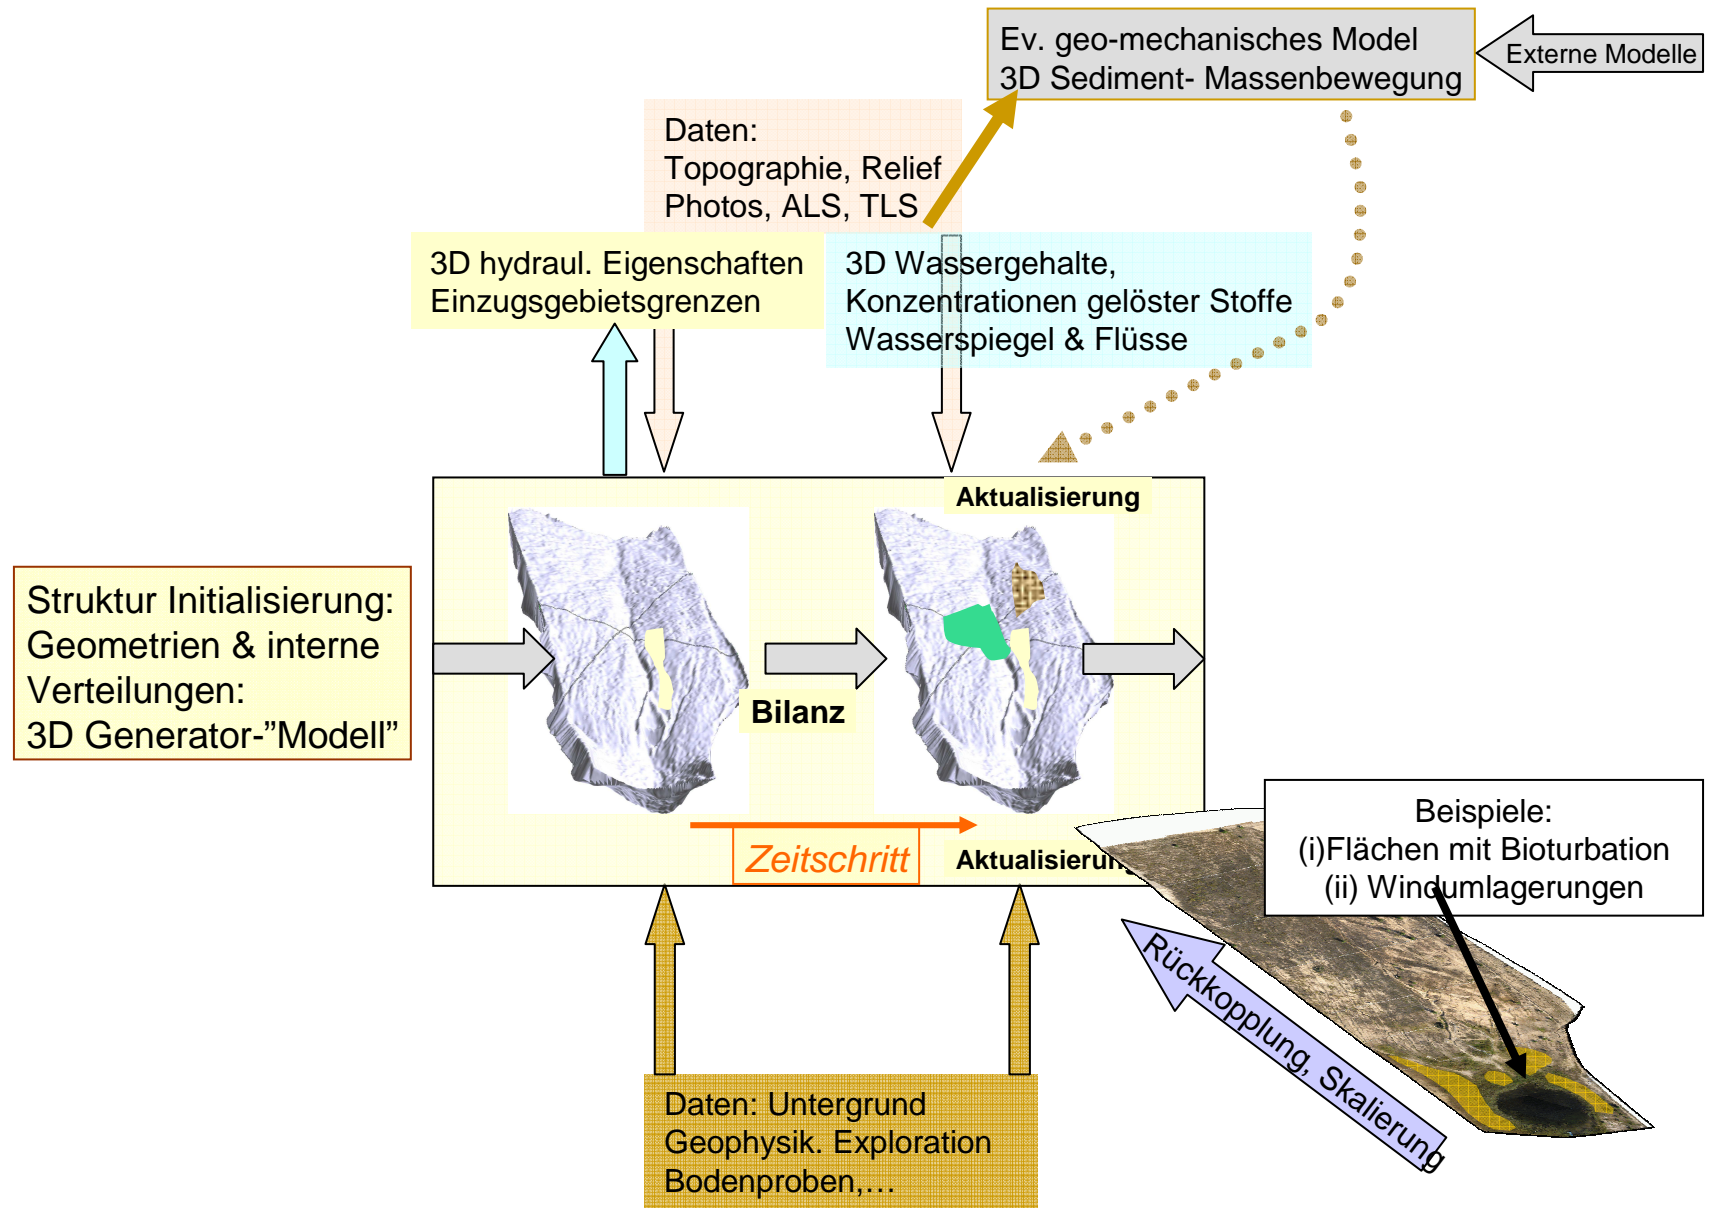 Ev. geo-mechanisches Model
3D Sediment- Massenbewegung
Externe Modelle
Daten:
Topographie, Relief
Photos, ALS, TLS
3D hydraul. Eigenschaften
Einzugsgebietsgrenzen
3D Wassergehalte,
Konzentrationen gelöster Stoffe
Wasserspiegel & Flüsse
Aktualisierung
Struktur Initialisierung:
Geometrien & interne
Verteilungen:
3D Generator-”Modell”
Bilanz
Zeitschritt
Aktualisierung
Beispiele:
(i)Flächen mit Bioturbation
(ii) Windumlagerungen
Rückkopplung, Skalierung
Daten: Untergrund
Geophysik. Exploration
Bodenproben,…